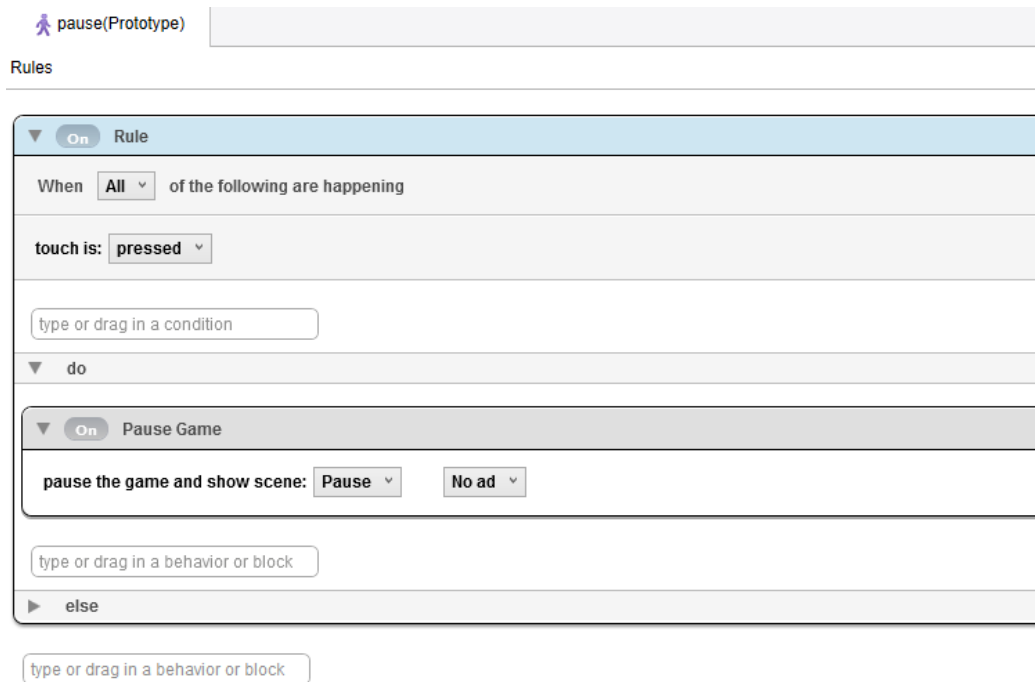 pause(Prototype)
Rules
On Rule
When All of the following are happening
touch is: pressed
type or drag in a condition
do
On Pause Game
pause the game and show scene: Pause No ad
type or drag in a behavior or block
else
type or drag in a behavior or block